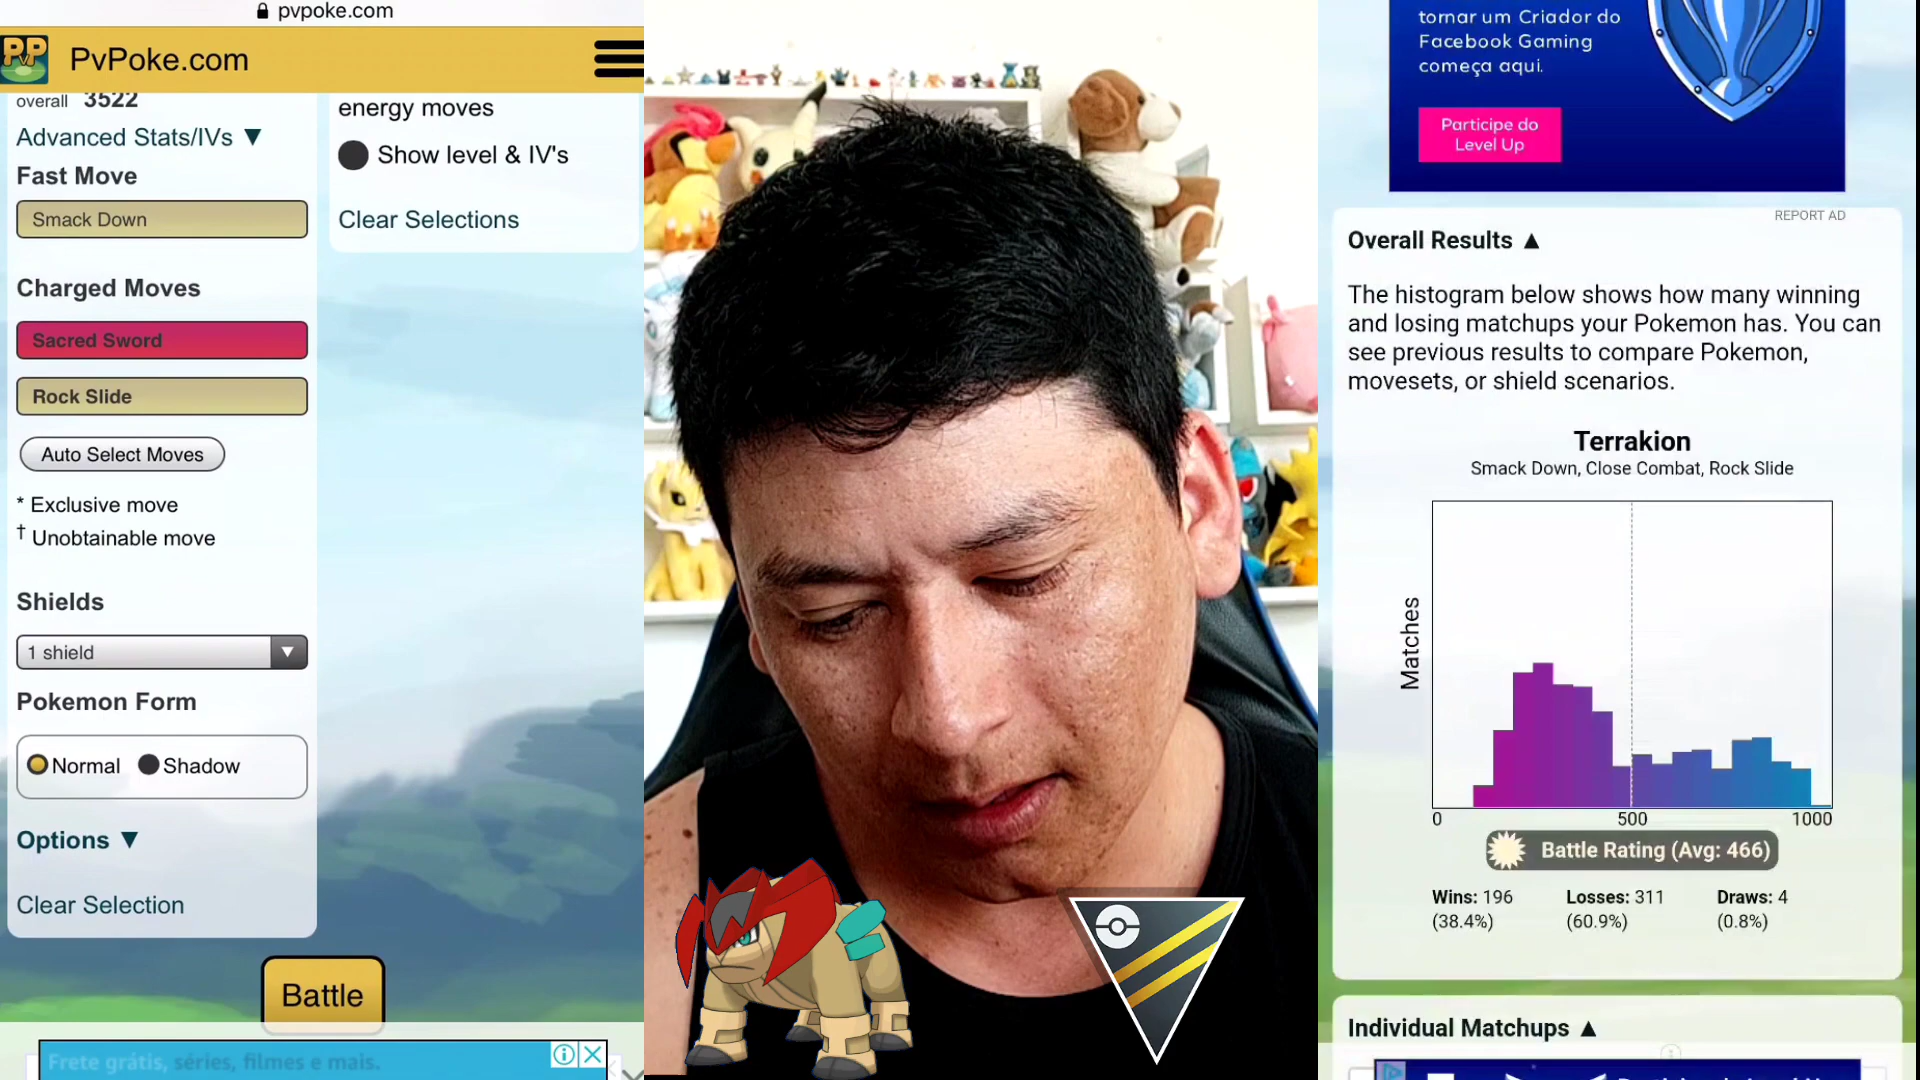 pvpoke.com
PvPoke.com
overall 3522
Advanced Stats/IVs ▼
Fast Move
Smack Down
Charged Moves
Sacred Sword
Rock Slide
Auto Select Moves
* Exclusive move
† Unobtainable move
Shields
1 shield
Pokemon Form
Normal Shadow
Options ▼
Clear Selection
Battle
Frete grátis, séries, filmes e mais.
energy moves
Show level & IV's
Clear Selections
tornar um Criador do
Facebook Gaming
começa aqui.
Participe do
Level Up
REPORT AD
Overall Results ▲
The histogram below shows how many winning
and losing matchups your Pokemon has. You can
see previous results to compare Pokemon,
movesets, or shield scenarios.
Terrakion
Smack Down, Close Combat, Rock Slide
Matches
0 500 1000
Battle Rating (Avg: 466)
Wins: 196 Losses: 311 Draws: 4
(38.4%) (60.9%) (0.8%)
Individual Matchups ▲